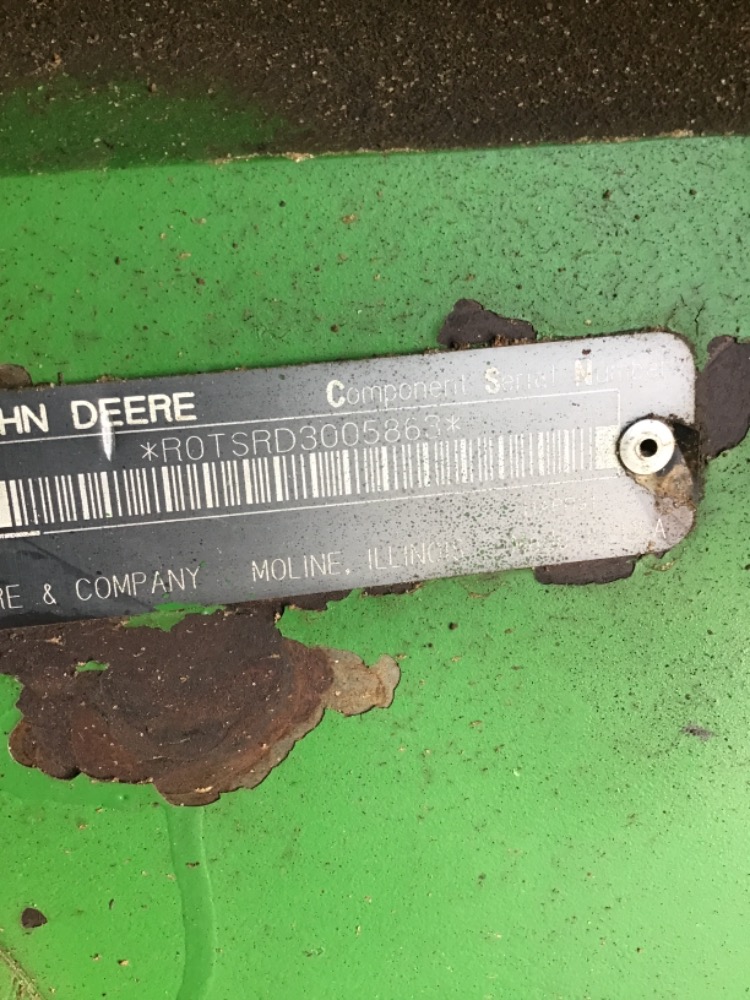 HN DEERE
Component Serial Number
*R0TSRD3005863*
RE & COMPANY MOLINE, ILLINOIS
A